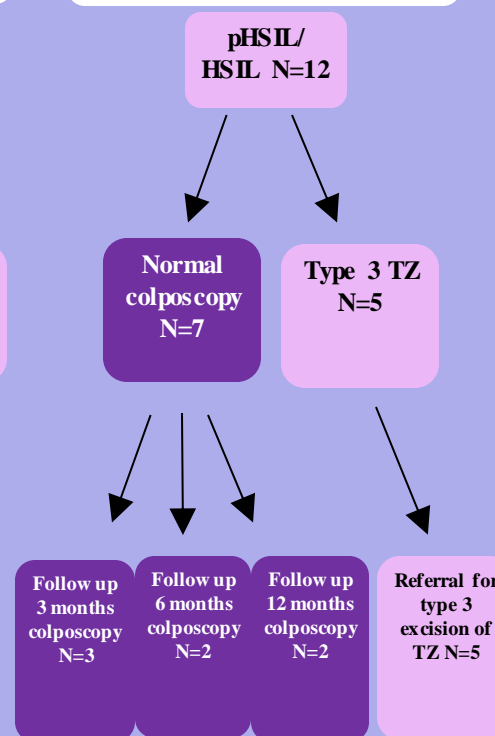 pHSIL/
HSIL N=12
Normal
colposcopy
N=7
Type 3 TZ
N=5
Follow up
3 months
colposcopy
N=3
Follow up
6 months
colposcopy
N=2
Follow up
12 months
colposcopy
N=2
Referral for
type 3
excision of
TZ N=5